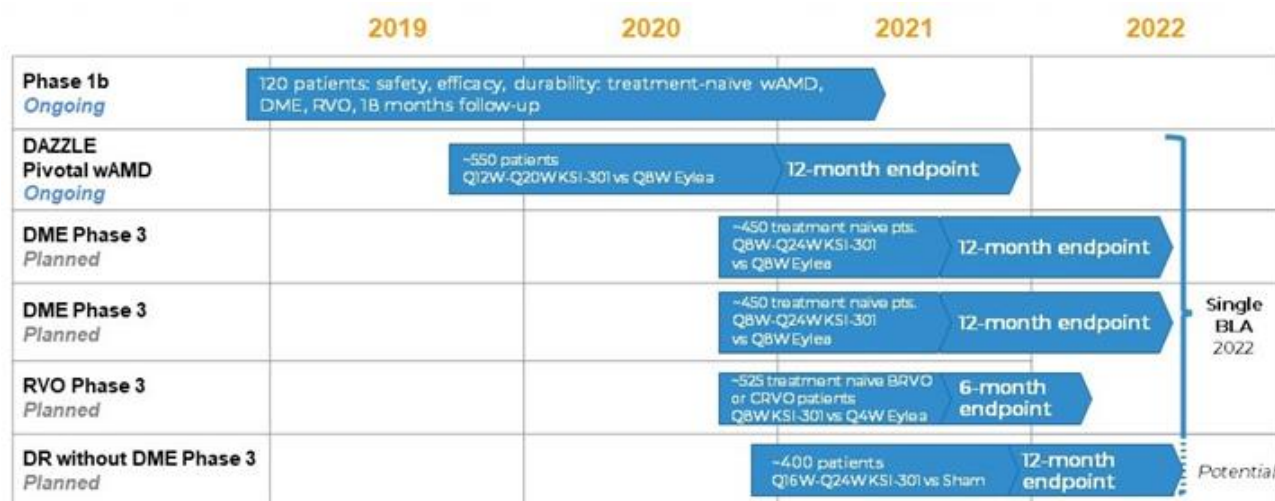 2019 2020 2021 2022
Phase 1b
Ongoing
120 patients: safety, efficacy, durability: treatment-naïve wAMD,
DME, RVO, 18 months follow-up
DAZZLE
Pivotal wAMD
Ongoing
~550 patients
Q12W-Q20W KSI-301 vs Q8W Eylea
12-month endpoint
DME Phase 3
Planned
~450 treatment naïve pts.
Q8W-Q24W KSI-301
vs Q8W Eylea
12-month endpoint
DME Phase 3
Planned
~450 treatment naïve pts.
Q8W-Q24W KSI-301
vs Q8W Eylea
12-month endpoint
RVO Phase 3
Planned
~525 treatment naïve BRVO
or CRVO patients
Q8W KSI-301 vs Q4W Eylea
6-month
endpoint
DR without DME Phase 3
Planned
~400 patients
Q16W-Q24W KSI-301 vs Sham
12-month
endpoint
Single
BLA
2022
Potential